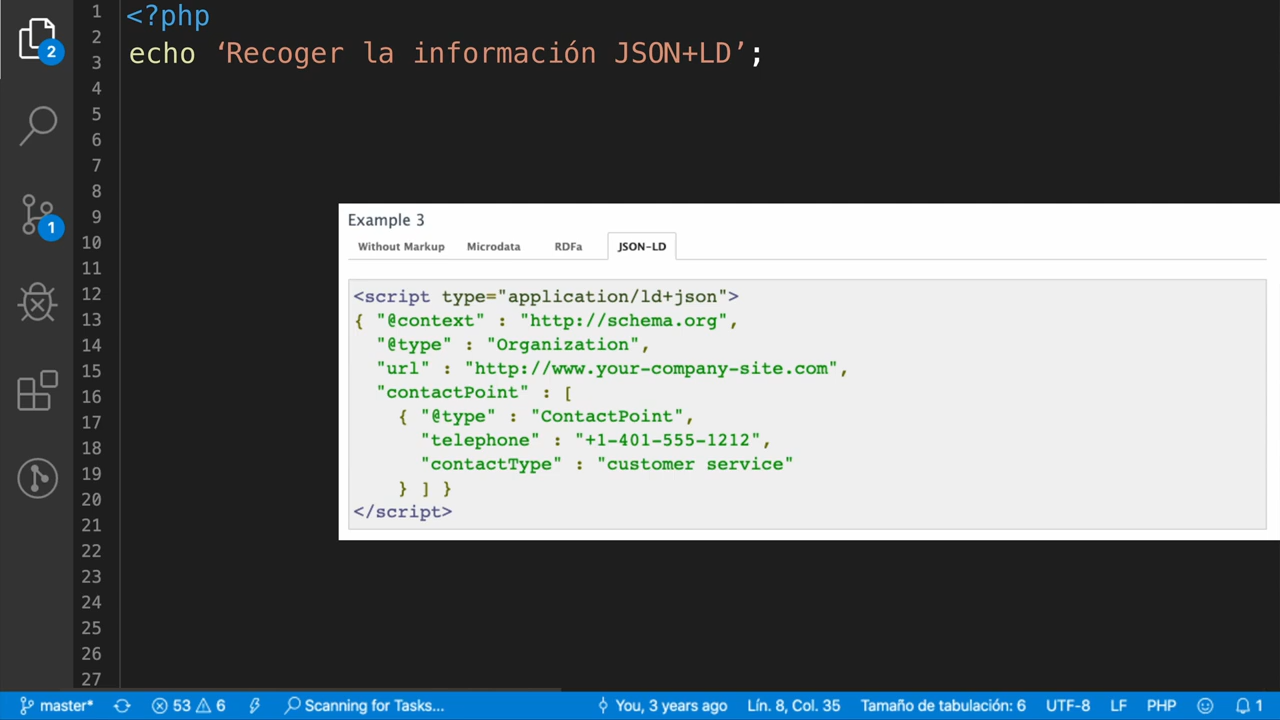 1 <?php
2
3 echo ‘Recoger la información JSON+LD’;
4
5
6
7
8
9
10
11
12
13
14
15
16
17
18
19
20
21
22
23
24
25
26
27
2
1
Example 3
Without Markup Microdata RDFa JSON-LD
<script type="application/ld+json">
{ "@context" : "http://schema.org",
"@type" : "Organization",
"url" : "http://www.your-company-site.com",
"contactPoint" : [
{ "@type" : "ContactPoint",
"telephone" : "+1-401-555-1212",
"contactType" : "customer service"
} ] }
</script>
master* 53 6 Scanning for Tasks... You, 3 years ago Lín. 8, Col. 35 Tamaño de tabulación: 6 UTF-8 LF PHP 1